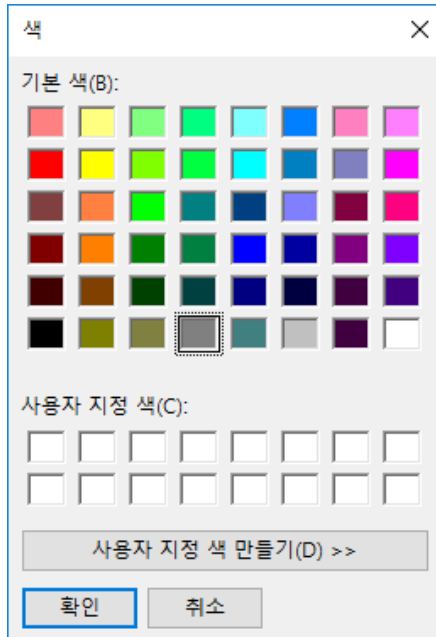 색
기본 색(B):
사용자 지정 색(C):
사용자 지정 색 만들기(D) >>
확인
취소